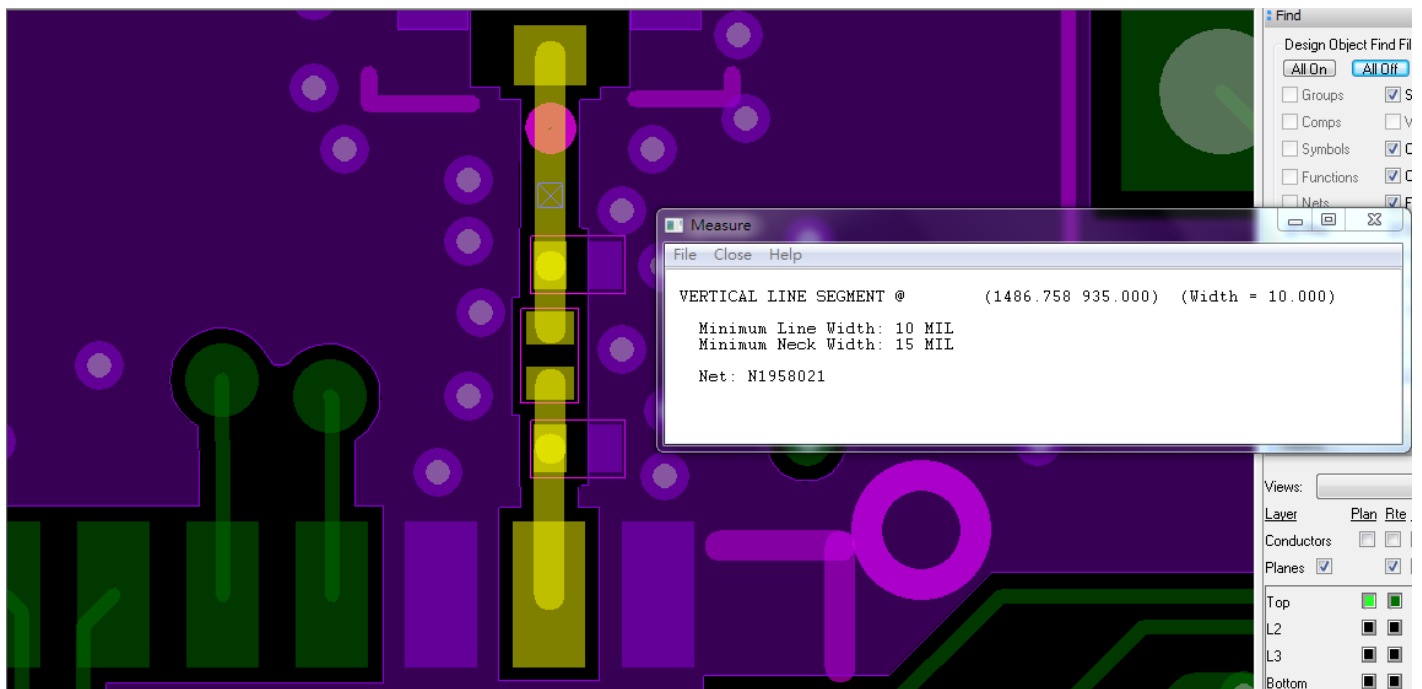 Find
Design Object Find Fil
All On All Off
Groups S
Comps V
Symbols C
Functions C
Nets F
Measure
File Close Help
VERTICAL LINE SEGMENT @ (1486.758 935.000) (Width = 10.000)
Minimum Line Width: 10 MIL
Minimum Neck Width: 15 MIL
Net: N1958021
Views:
Layer Plan Rte
Conductors
Planes
Top
L2
L3
Bottom